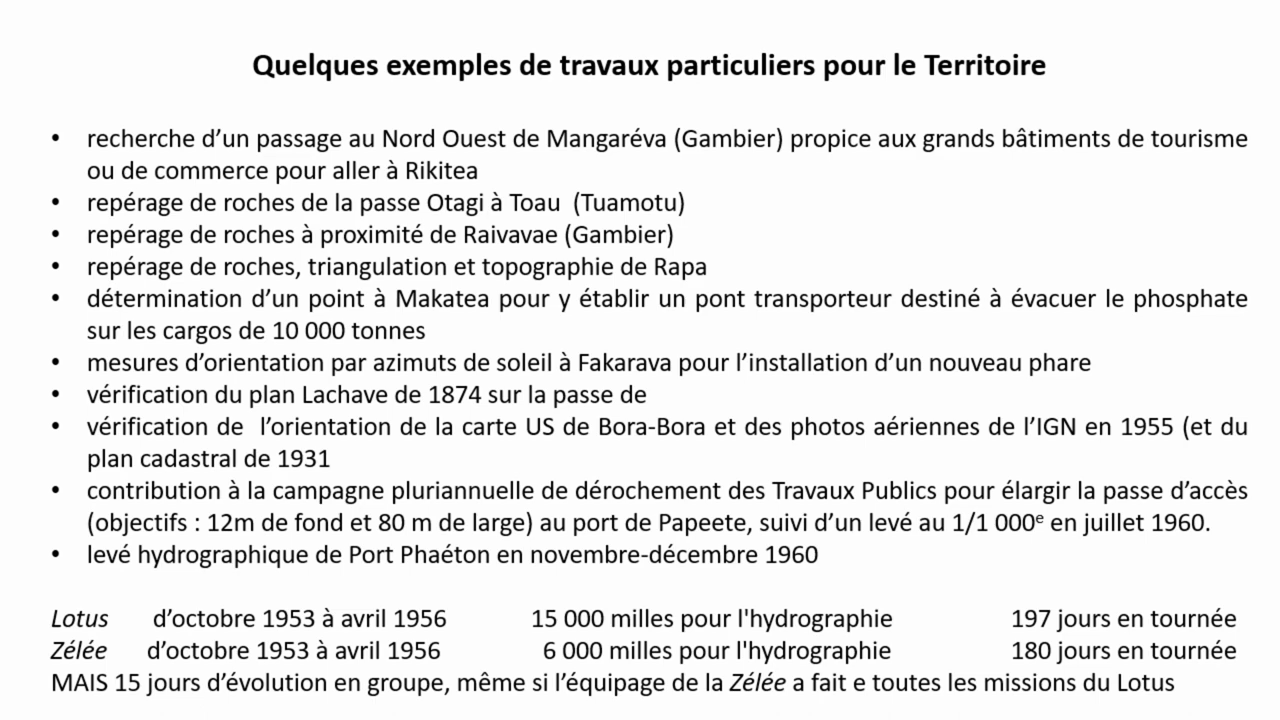 Quelques exemples de travaux particuliers pour le Territoire
• recherche d’un passage au Nord Ouest de Mangaréva (Gambier) propice aux grands bâtiments de tourisme
ou de commerce pour aller à Rikitea
• repérage de roches de la passe Otagi à Toau  (Tuamotu)
• repérage de roches à proximité de Raivavae (Gambier)
• repérage de roches, triangulation et topographie de Rapa
• détermination d’un point à Makatea pour y établir un pont transporteur destiné à évacuer le phosphate
sur les cargos de 10 000 tonnes
• mesures d’orientation par azimuts de soleil à Fakarava pour l’installation d’un nouveau phare
• vérification du plan Lachave de 1874 sur la passe de
• vérification de  l’orientation de la carte US de Bora-Bora et des photos aériennes de l’IGN en 1955 (et du
plan cadastral de 1931
• contribution à la campagne pluriannuelle de dérochement des Travaux Publics pour élargir la passe d’accès
(objectifs : 12m de fond et 80 m de large) au port de Papeete, suivi d’un levé au 1/1 000e en juillet 1960.
• levé hydrographique de Port Phaéton en novembre-décembre 1960
Lotus d’octobre 1953 à avril 1956 15 000 milles pour l'hydrographie 197 jours en tournée
Zélée d’octobre 1953 à avril 1956 6 000 milles pour l'hydrographie 180 jours en tournée
MAIS 15 jours d’évolution en groupe, même si l’équipage de la Zélée a fait e toutes les missions du Lotus